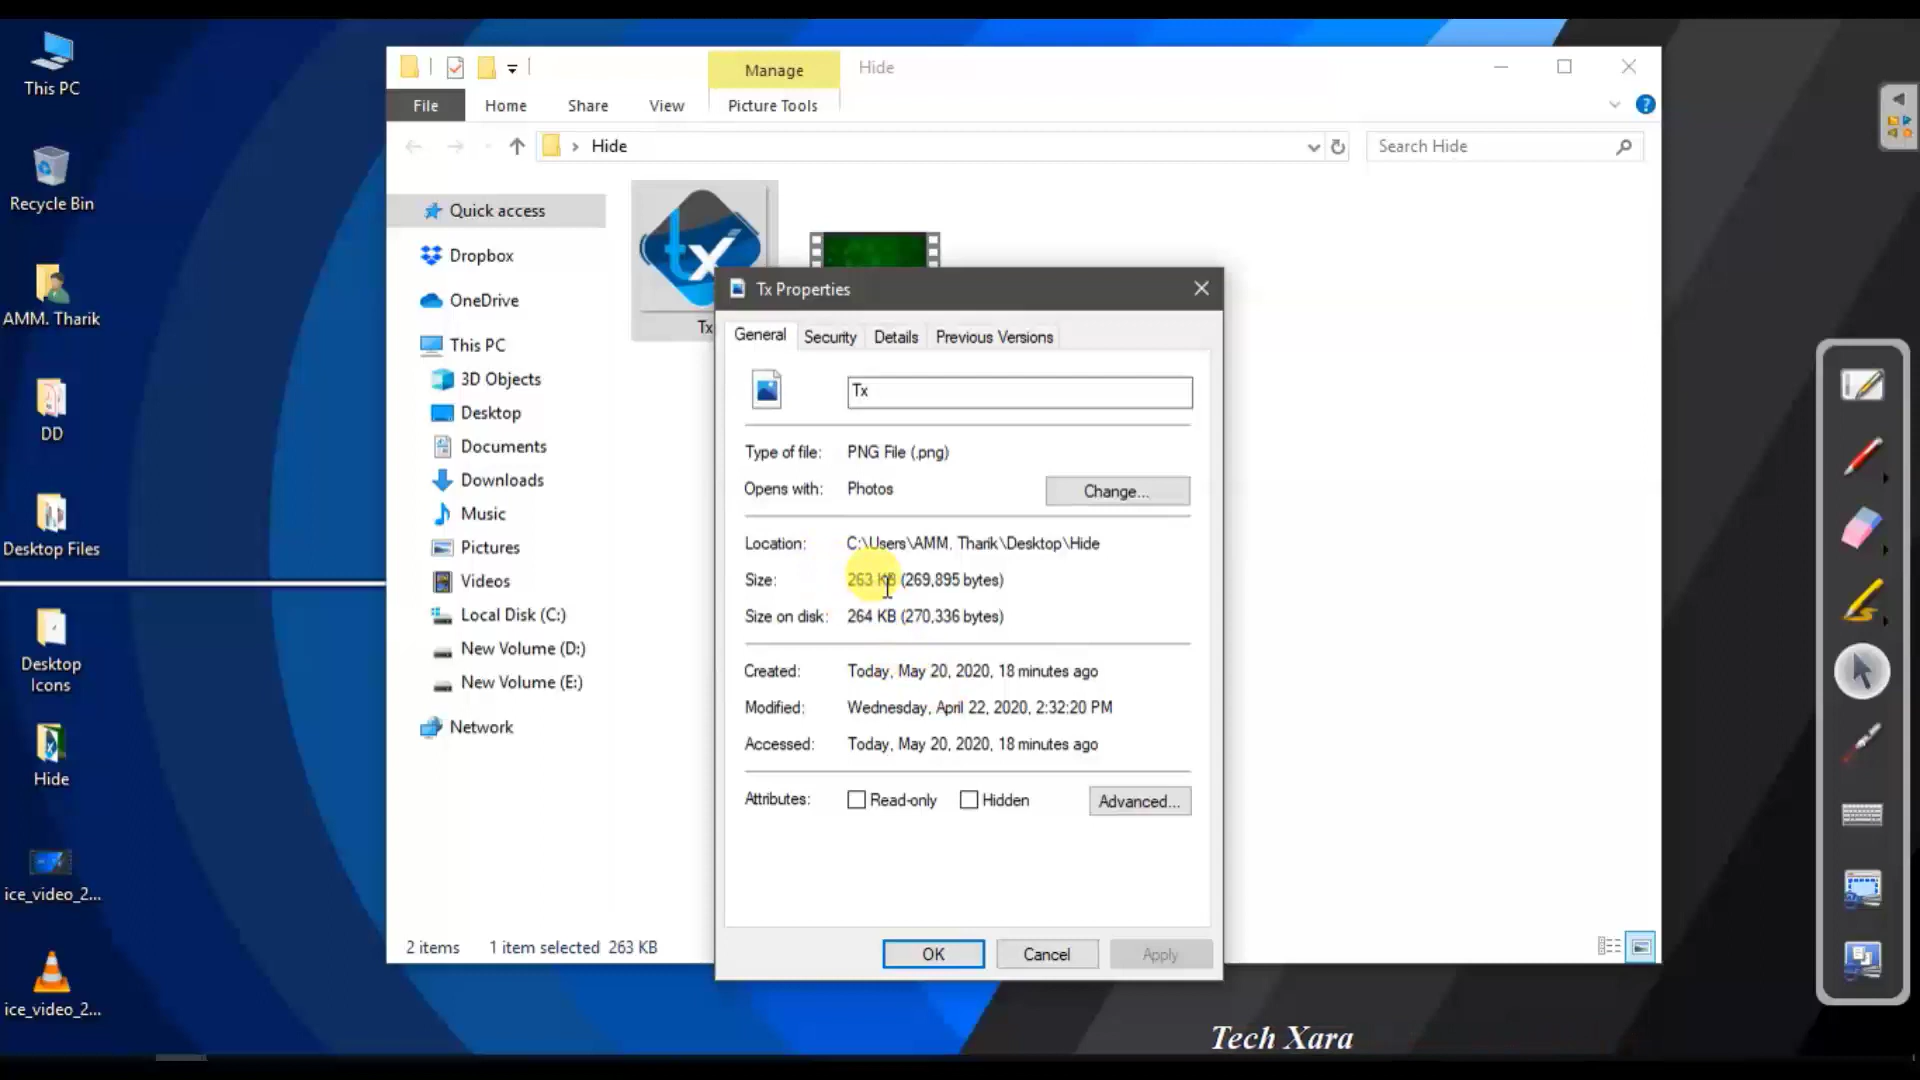 This PC
Recycle Bin
AMM. Tharik
DD
Desktop Files
Desktop
Icons
Hide
ice_video_2...
ice_video_2...
Manage
Hide
File
Home
Share
View
Picture Tools
Hide
Search Hide
Quick access
Dropbox
OneDrive
This PC
3D Objects
Desktop
Documents
Downloads
Music
Pictures
Videos
Local Disk (C:)
New Volume (D:)
New Volume (E:)
Network
tx
Tx
2 items 1 item selected 263 KB
Tx Properties
General Security Details Previous Versions
Tx
Type of file: PNG File (.png)
Opens with: Photos Change...
Location: C:\Users\AMM. Tharik\Desktop\Hide
Size: 263 KB (269,895 bytes)
Size on disk: 264 KB (270,336 bytes)
Created: Today, May 20, 2020, 18 minutes ago
Modified: Wednesday, April 22, 2020, 2:32:20 PM
Accessed: Today, May 20, 2020, 18 minutes ago
Attributes: Read-only Hidden Advanced...
OK Cancel Apply
Tech Xara